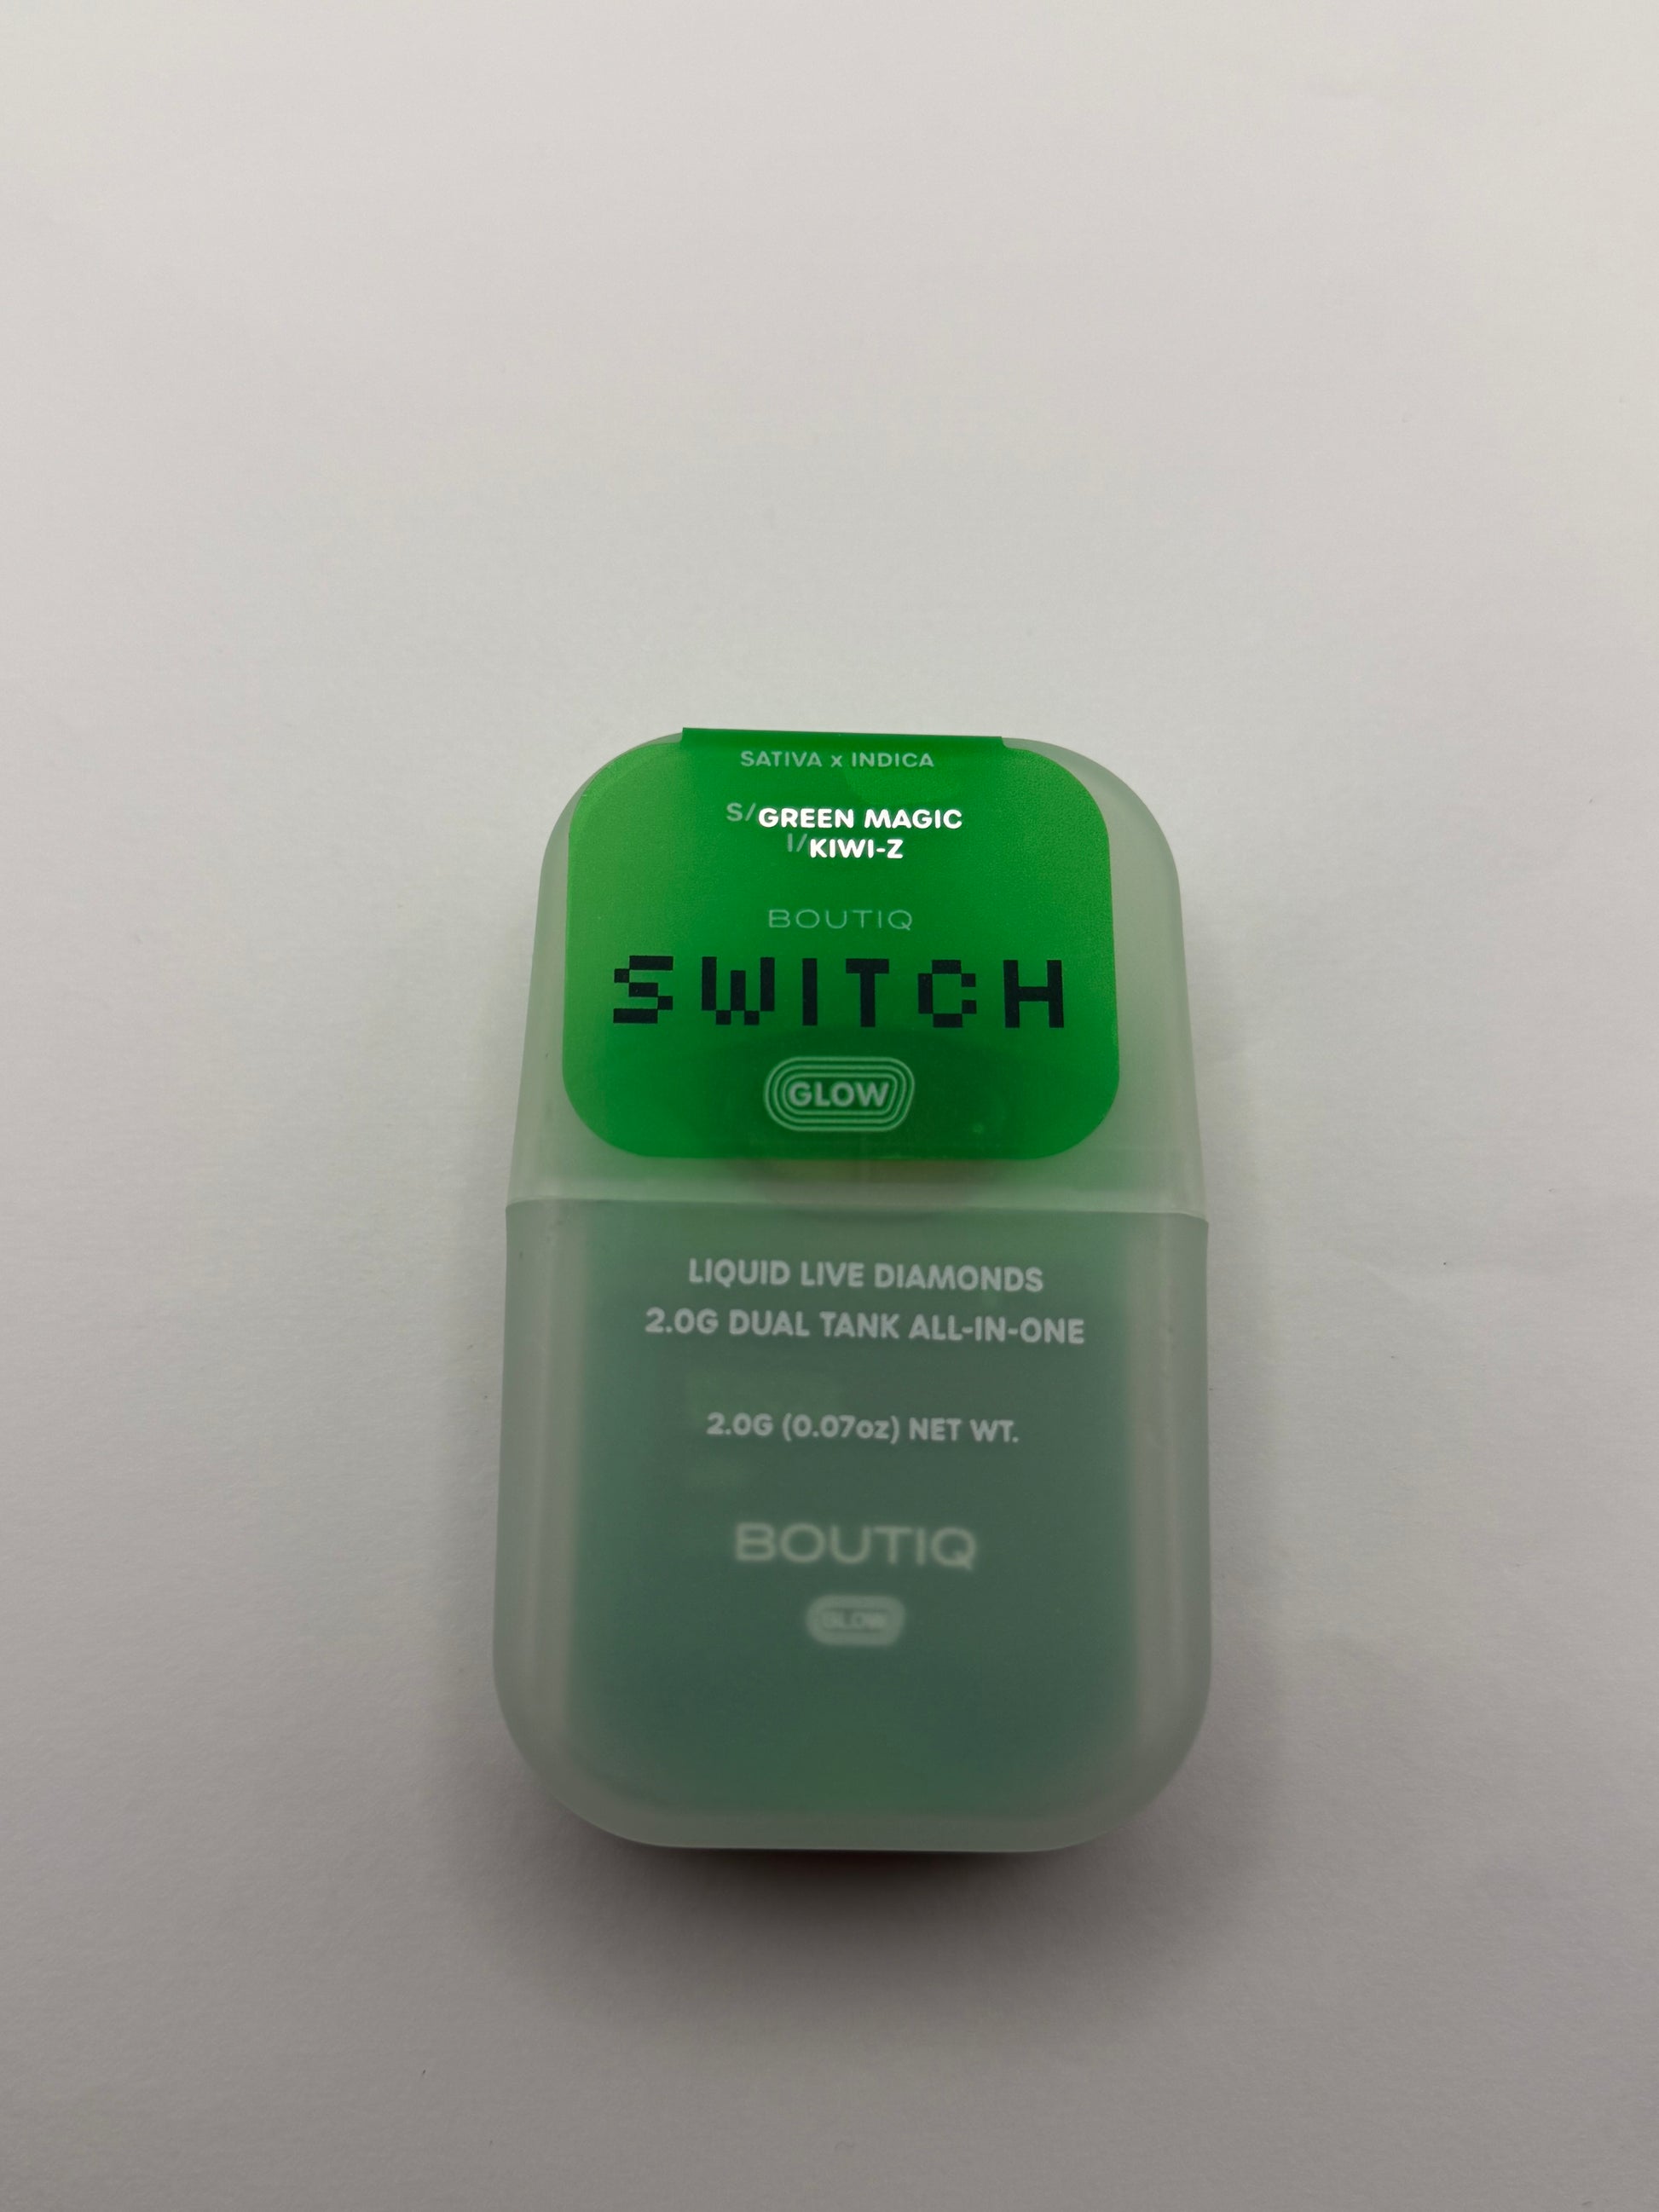 SATIVA x INDICA
S/GREEN MAGIC
I/KIWI-Z
BOUTIQ
SWITCH
GLOW
LIQUID LIVE DIAMONDS
2.0G DUAL TANK ALL-IN-ONE
2.0G (0.07oz) NET WT.
BOUTIQ
GLOW